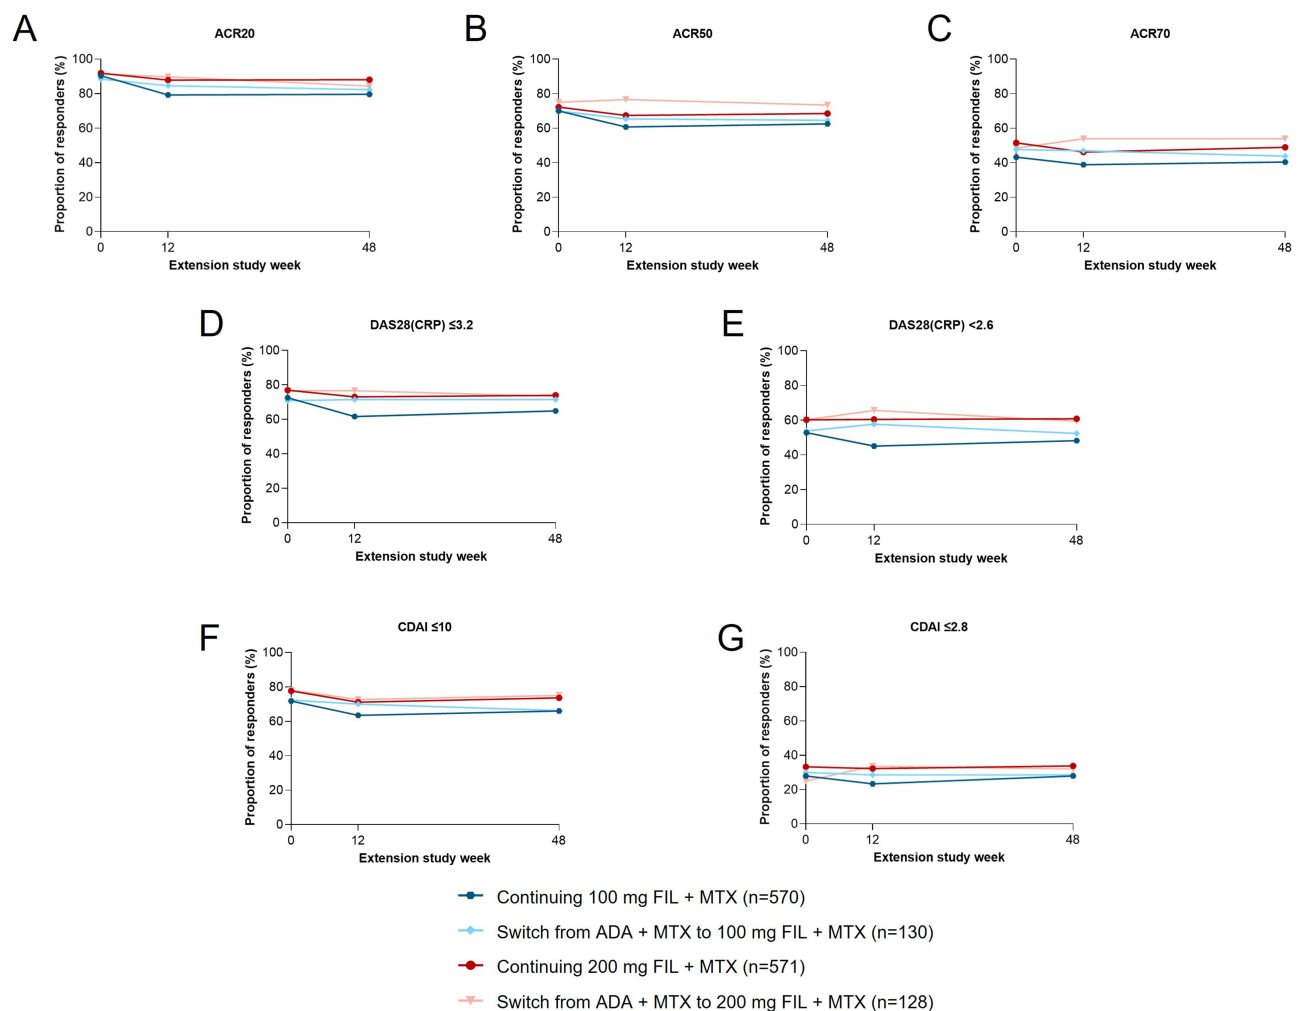 A
ACR20
Proportion of responders (%)
100
80
60
40
20
0
0 12 48
Extension study week
B
ACR50
Proportion of responders (%)
100
80
60
40
20
0
0 12 48
Extension study week
C
ACR70
Proportion of responders (%)
100
80
60
40
20
0
0 12 48
Extension study week
D
DAS28(CRP) ≤3.2
Proportion of responders (%)
100
80
60
40
20
0
0 12 48
Extension study week
E
DAS28(CRP) <2.6
Proportion of responders (%)
100
80
60
40
20
0
0 12 48
Extension study week
F
CDAI ≤10
Proportion of responders (%)
100
80
60
40
20
0
0 12 48
Extension study week
G
CDAI ≤2.8
Proportion of responders (%)
100
80
60
40
20
0
0 12 48
Extension study week
Continuing 100 mg FIL + MTX (n=570)
Switch from ADA + MTX to 100 mg FIL + MTX (n=130)
Continuing 200 mg FIL + MTX (n=571)
Switch from ADA + MTX to 200 mg FIL + MTX (n=128)